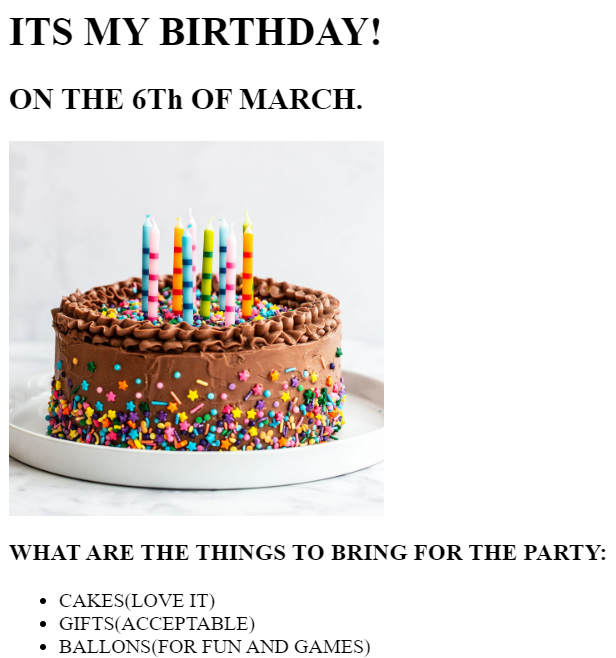 ITS MY BIRTHDAY!
ON THE 6Th OF MARCH.
WHAT ARE THE THINGS TO BRING FOR THE PARTY:
• CAKES(LOVE IT)
• GIFTS(ACCEPTABLE)
• BALLONS(FOR FUN AND GAMES)